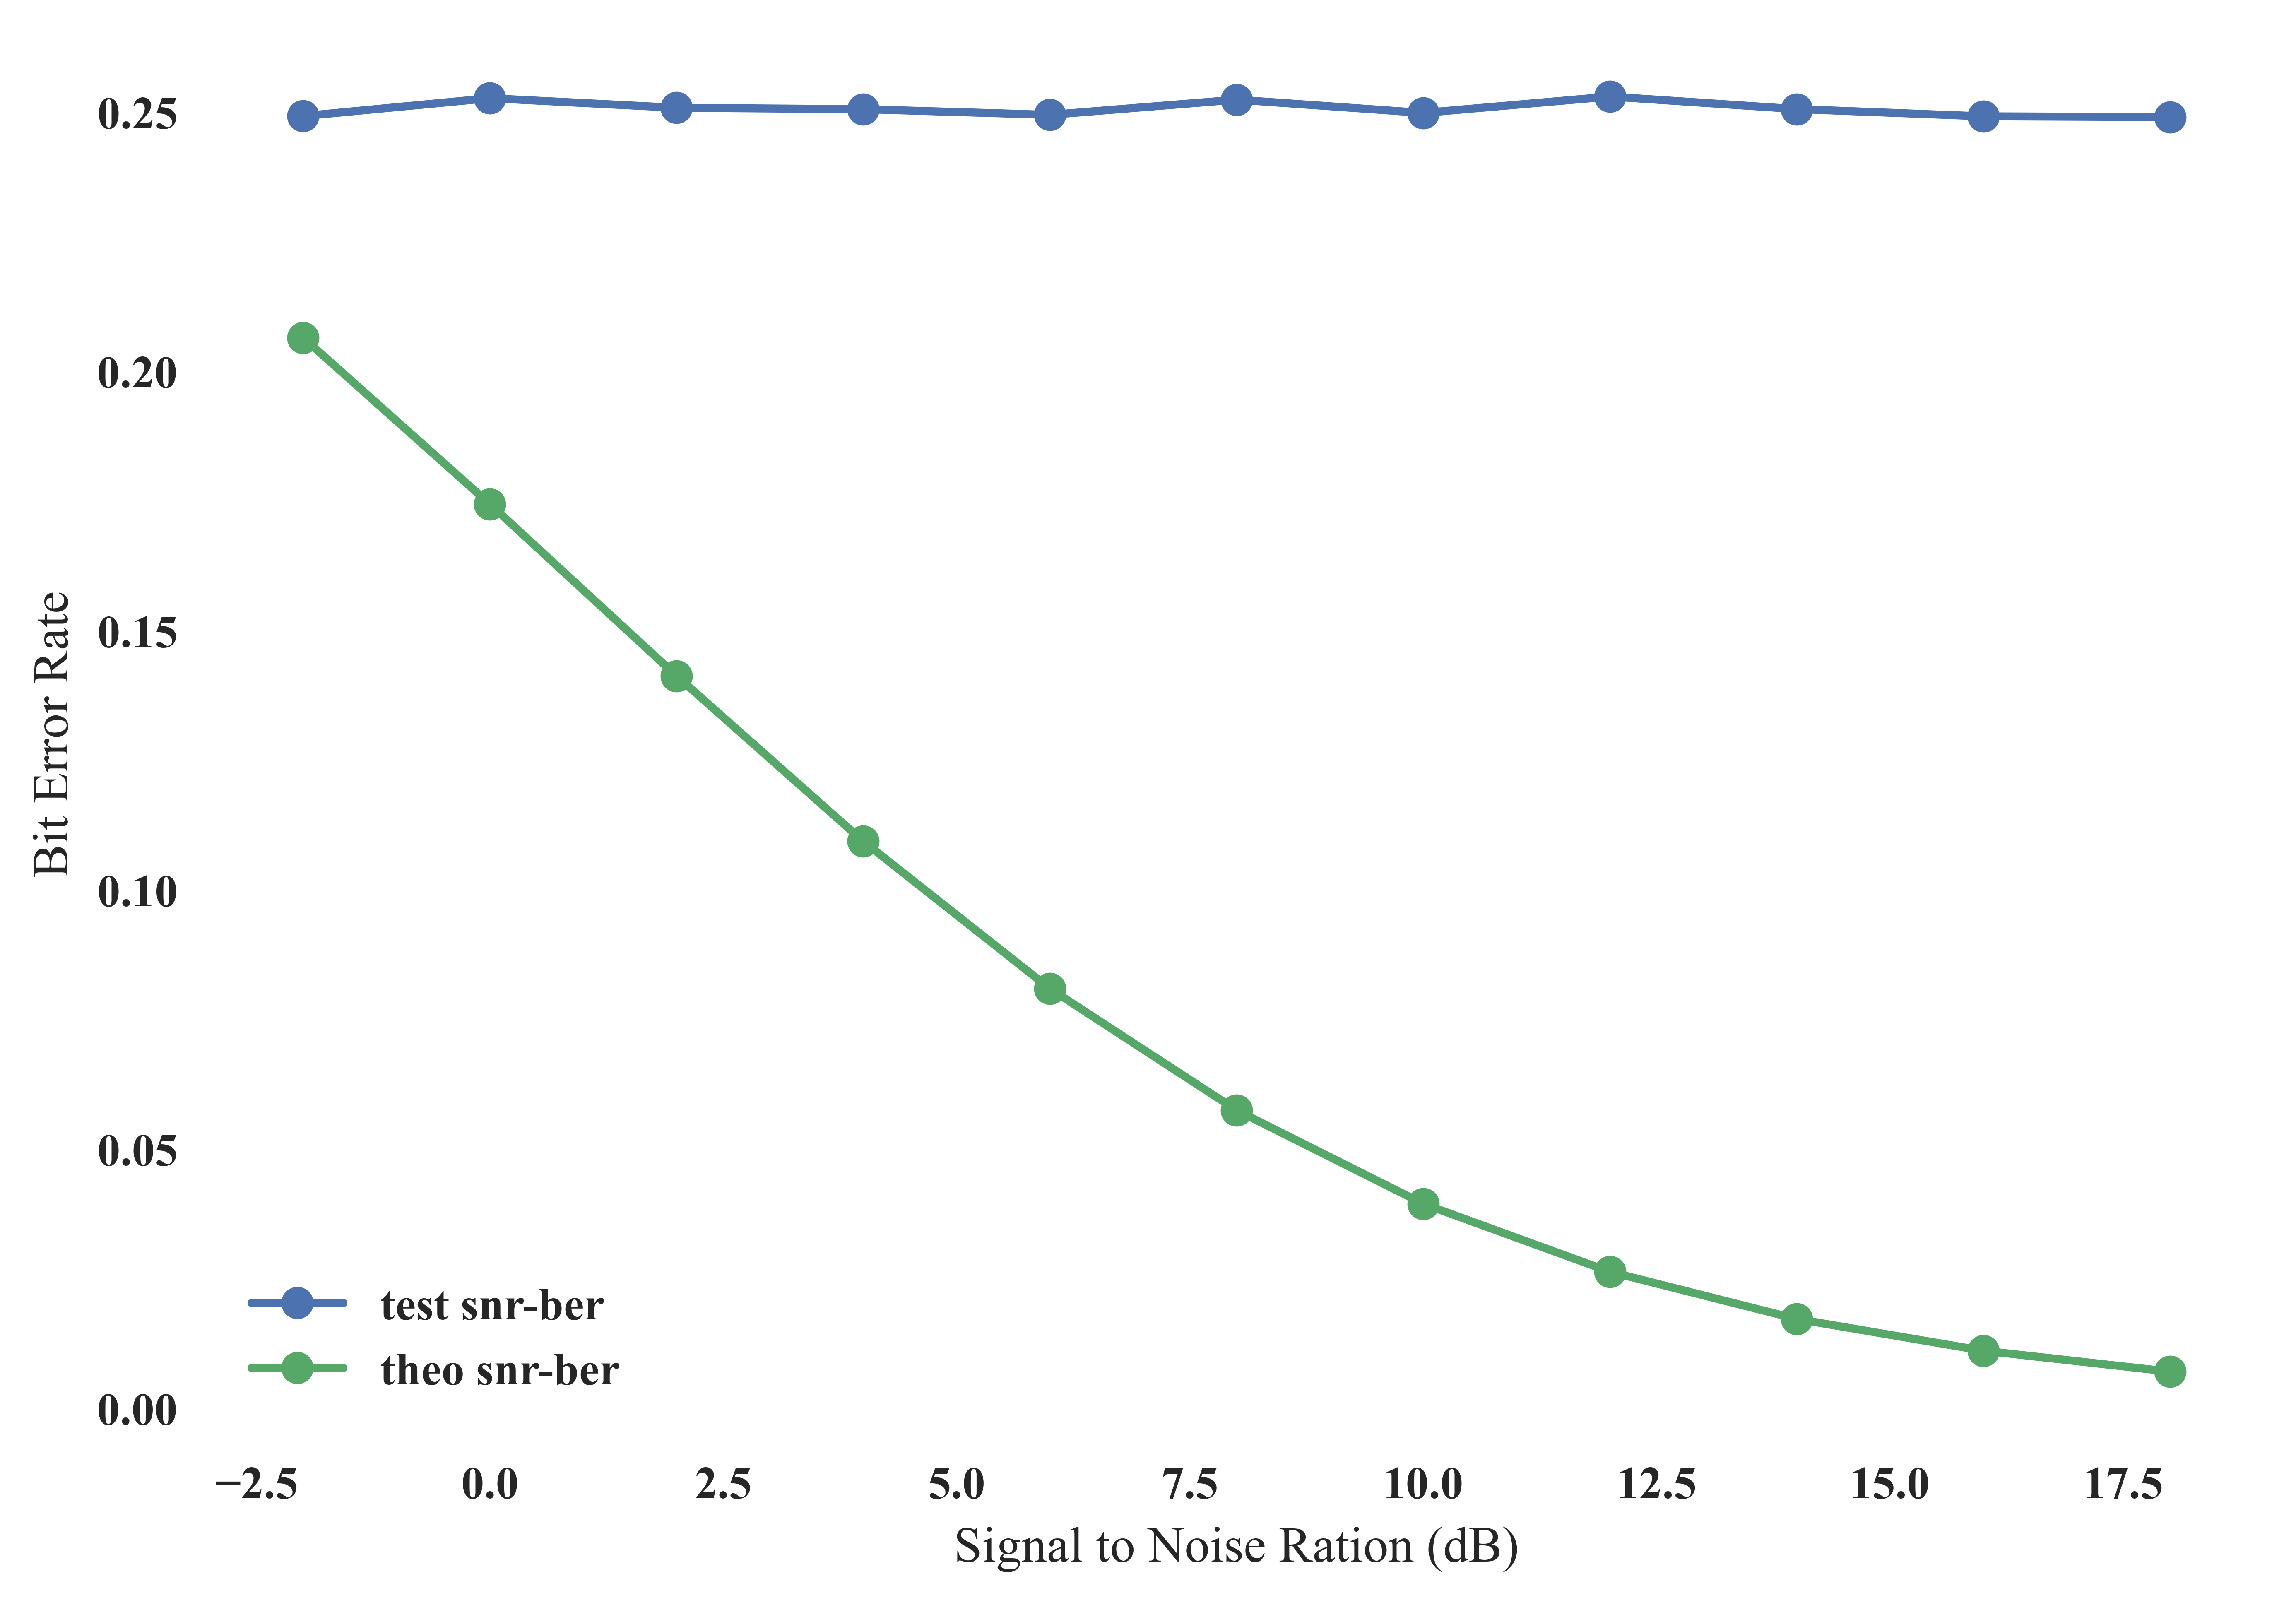 0.25
0.20
0.15
0.10
0.05
0.00
Bit Error Rate
test snr-ber
theo snr-ber
−2.5 0.0 2.5 5.0 7.5 10.0 12.5 15.0 17.5
Signal to Noise Ration (dB)